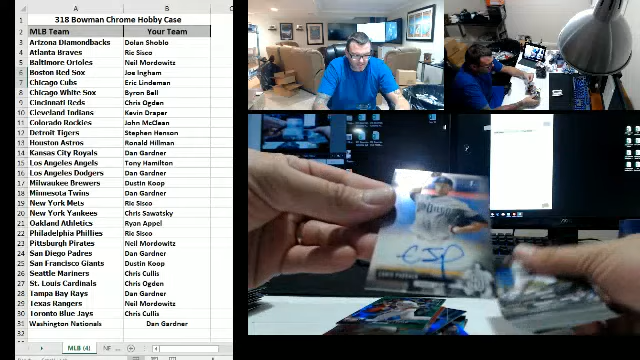 318 Bowman Chrome Hobby Case
MLB Team Your Team
Arizona Diamondbacks Dolan Shoblo
Atlanta Braves Ric Sisco
Baltimore Orioles Neil Mordowitz
Boston Red Sox Joe Ingham
Chicago Cubs Eric Lindeman
Chicago White Sox Byron Bell
Cincinnati Reds Chris Ogden
Cleveland Indians Kevin Draper
Colorado Rockies John McClean
Detroit Tigers Stephen Henson
Houston Astros Ronald Hillman
Kansas City Royals Dan Gardner
Los Angeles Angels Tony Hamilton
Los Angeles Dodgers Dan Gardner
Milwaukee Brewers Dustin Koop
Minnesota Twins Dan Gardner
New York Mets Ric Sisco
New York Yankees Chris Sawatsky
Oakland Athletics Ryan Appel
Philadelphia Phillies Ric Sisco
Pittsburgh Pirates Neil Mordowitz
San Diego Padres Dan Gardner
San Francisco Giants Dustin Koop
Seattle Mariners Chris Cullis
St. Louis Cardinals Chris Ogden
Tampa Bay Rays Dan Gardner
Texas Rangers Neil Mordowitz
Toronto Blue Jays Chris Cullis
Washington Nationals Dan Gardner
MLB (4) NF ...